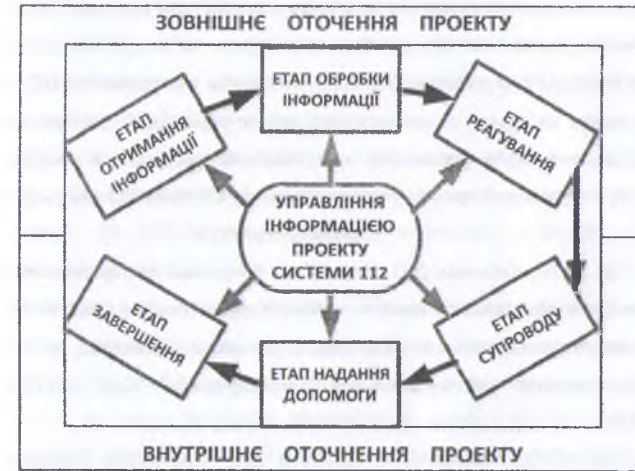 ЗОВНІШНЄ ОТОЧЕННЯ ПРОЕКТУ
ЕТАП ОБРОБКИ
ІНФОРМАЦІЇ
ЕТАП
ОТРИМАННЯ
ІНФОРМАЦІЇ
ЕТАП
РЕАГУВАННЯ
УПРАВЛІННЯ
ІНФОРМАЦІЄЮ
ПРОЕКТУ
СИСТЕМИ 112
ЕТАП
ЗАВЕРШЕННЯ
ЕТАП
СУПРОВОДУ
ЕТАП НАДАННЯ
ДОПОМОГИ
ВНУТРІШНЄ ОТОЧЕННЯ ПРОЕКТУ